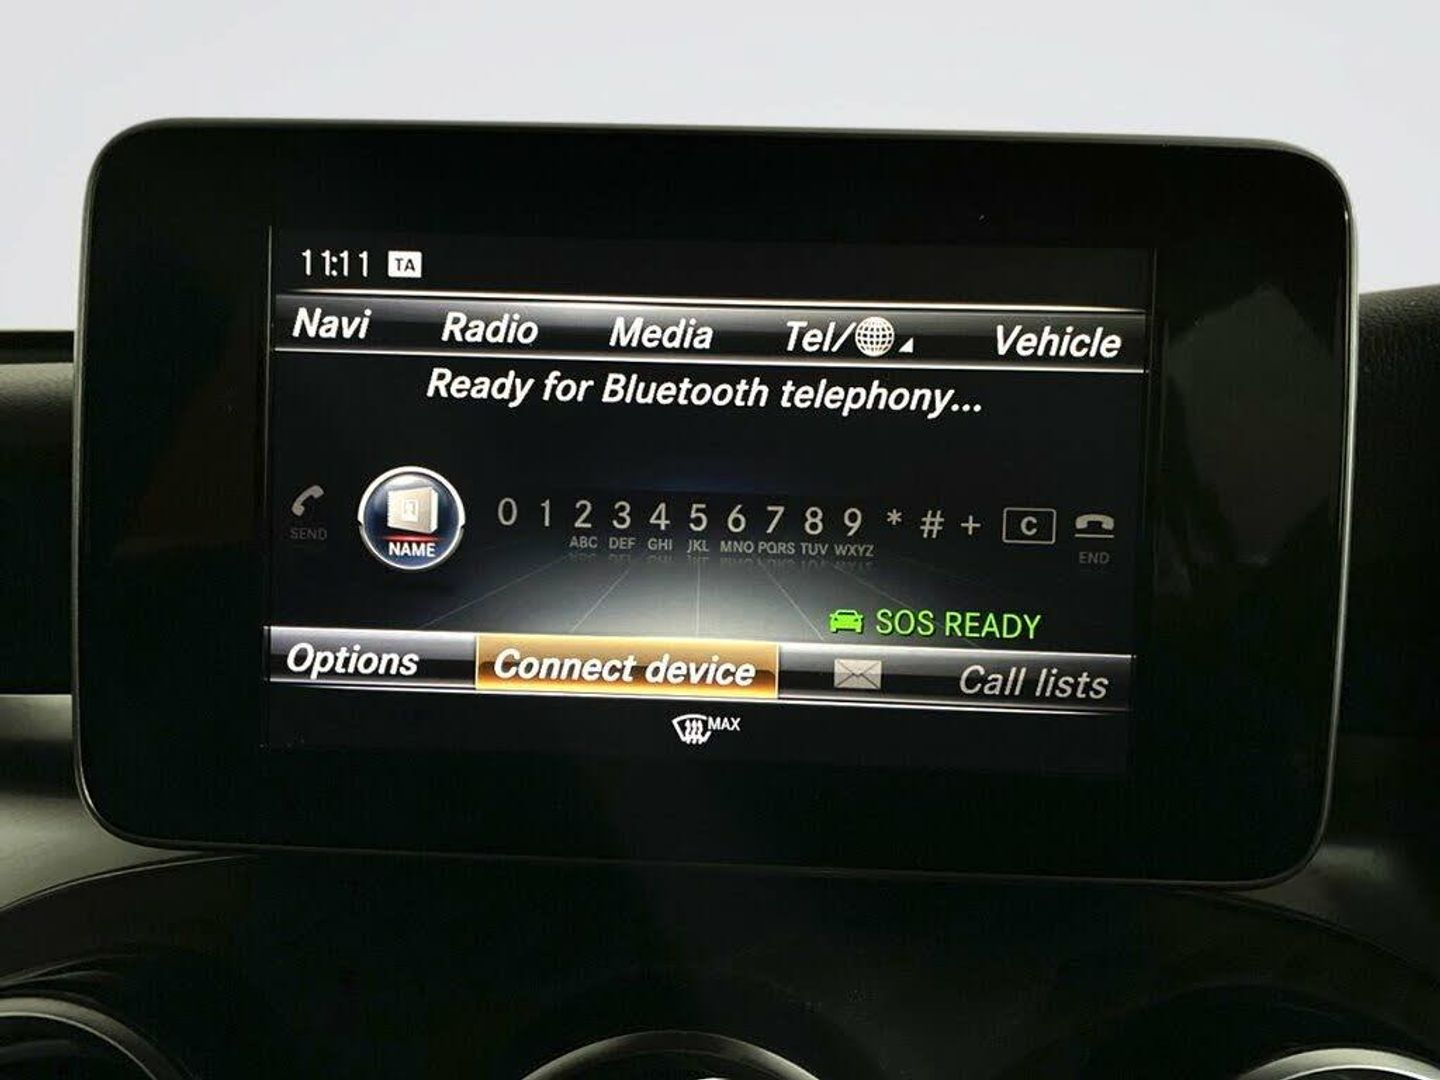 11:11 TA
Navi Radio Media Tel/ Vehicle
Ready for Bluetooth telephony...
SEND NAME 0 1 2 3 4 5 6 7 8 9 * # + C END
ABC DEF GHI JKL MNO PQRS TUV WXYZ
SOS READY
Options Connect device Call lists
MAX